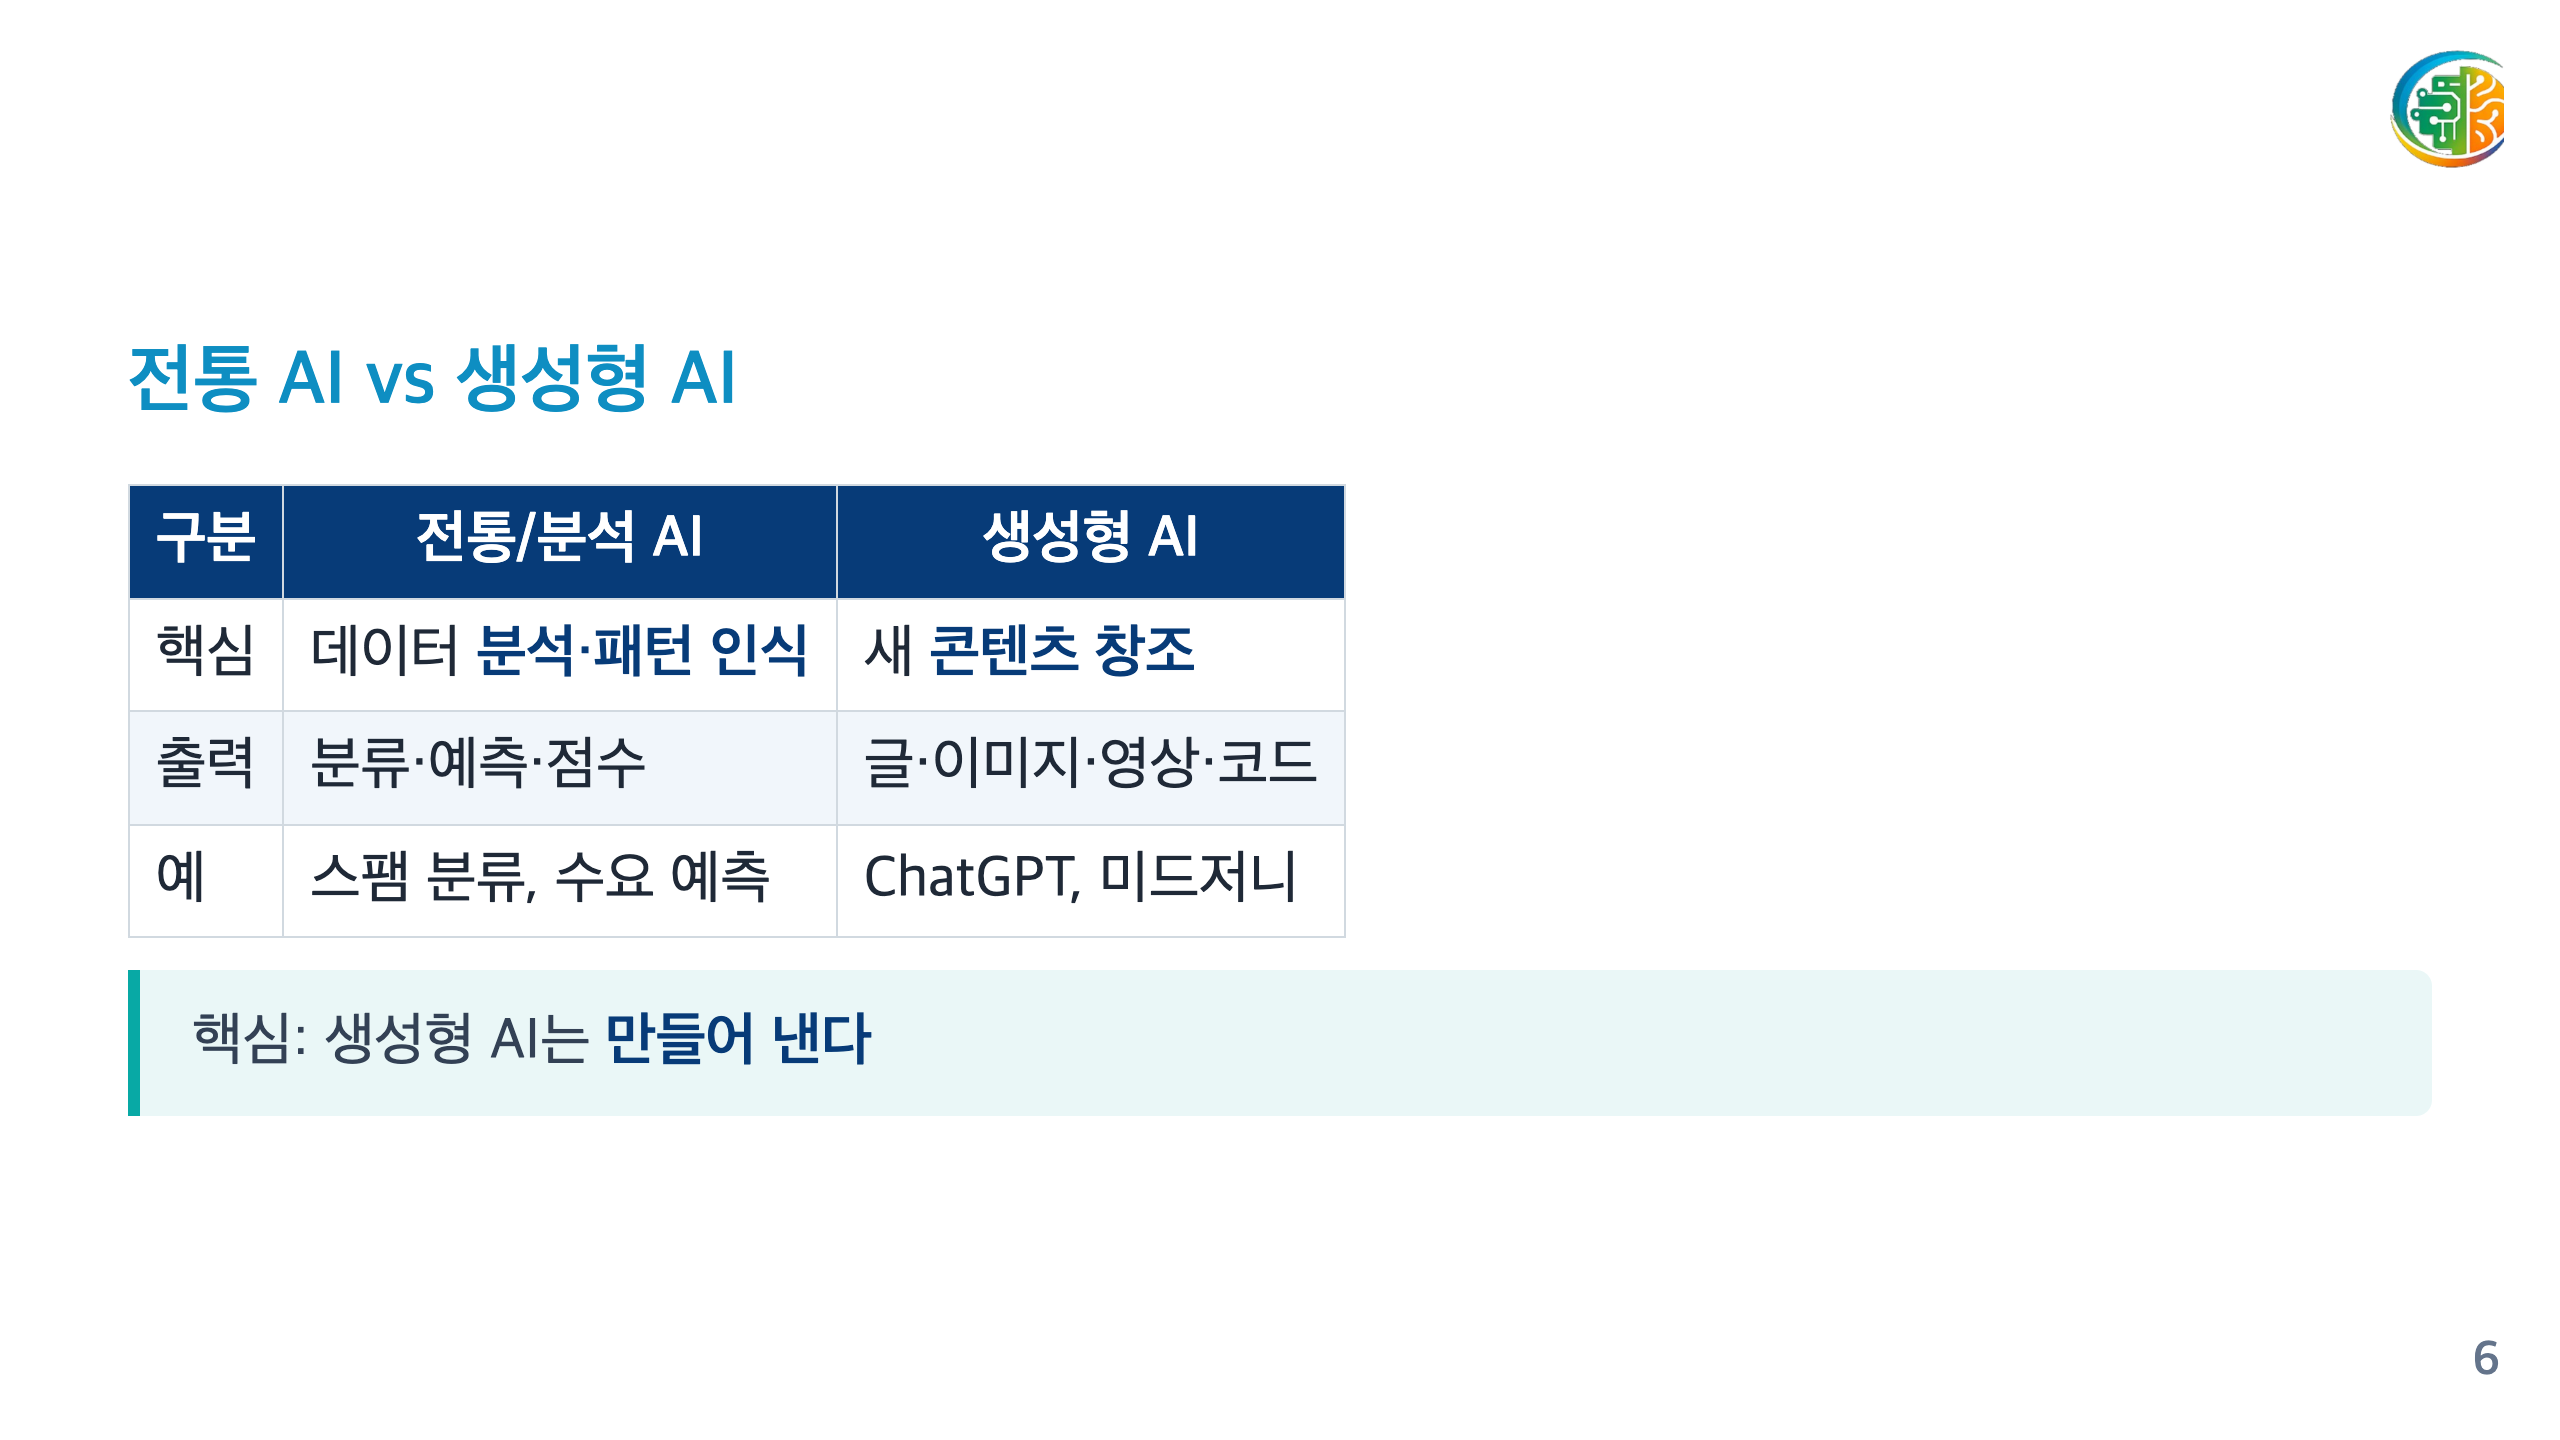 전통 AI vs 생성형 AI
구분 전통/분석 AI 생성형 AI
핵심 데이터 분석·패턴 인식 새 콘텐츠 창조
출력 분류·예측·점수 글·이미지·영상·코드
예 스팸 분류, 수요 예측 ChatGPT, 미드저니
핵심: 생성형 AI는 만들어 낸다
6